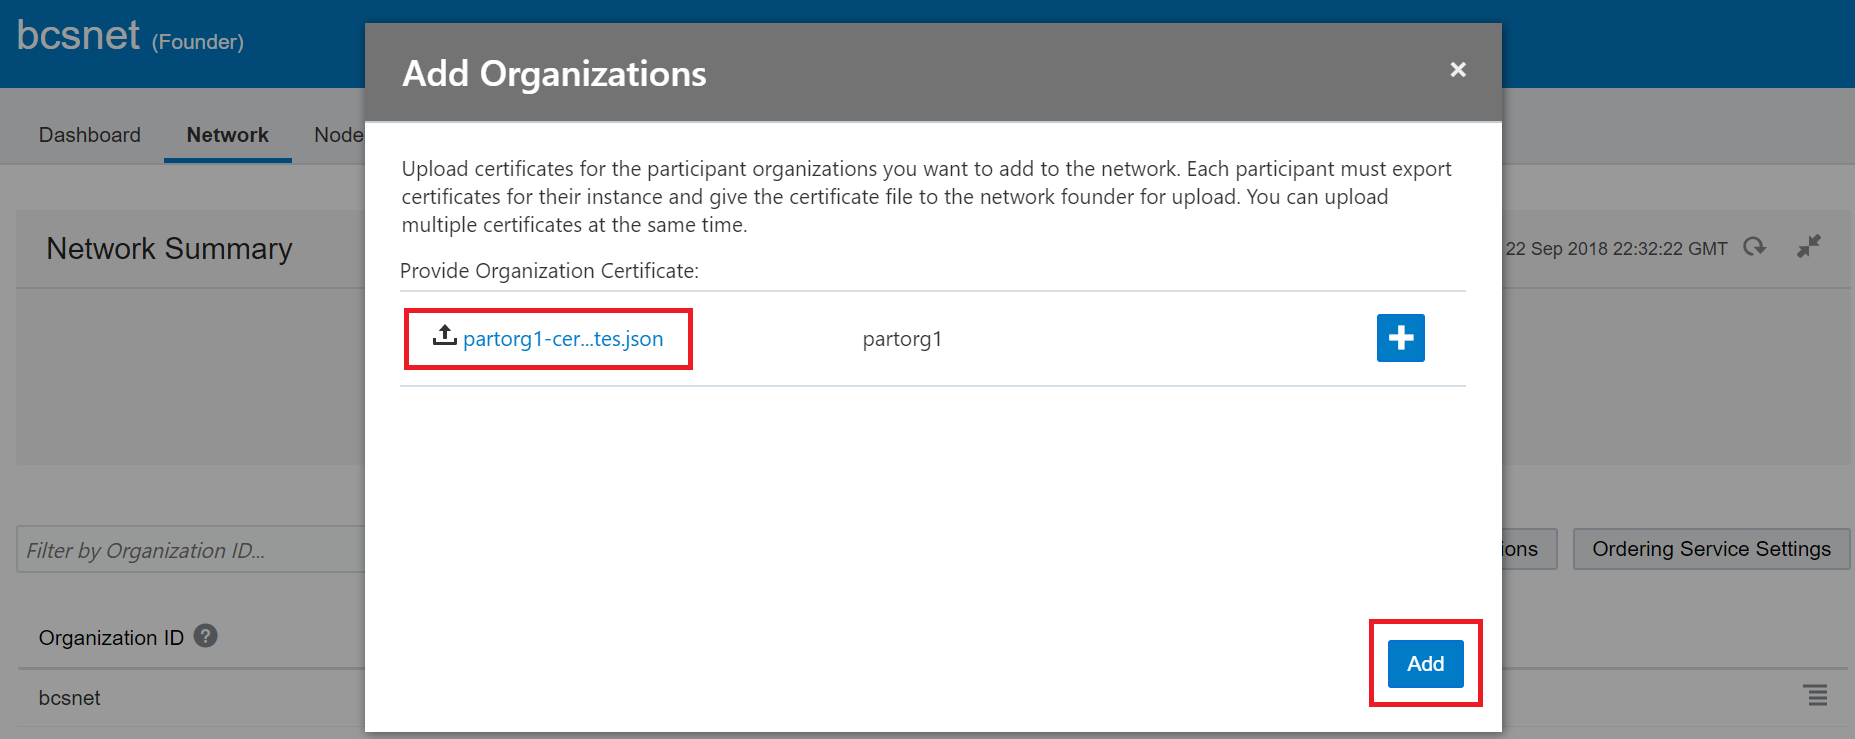 bcsnet (Founder)
Add Organizations
Dashboard Network Node
Upload certificates for the participant organizations you want to add to the network. Each participant must export
certificates for their instance and give the certificate file to the network founder for upload. You can upload
multiple certificates at the same time.
Network Summary
22 Sep 2018 22:32:22 GMT
Provide Organization Certificate:
partorg1-cer...tes.json partorg1
Filter by Organization ID...
ions Ordering Service Settings
Organization ID ?
Add
bcsnet